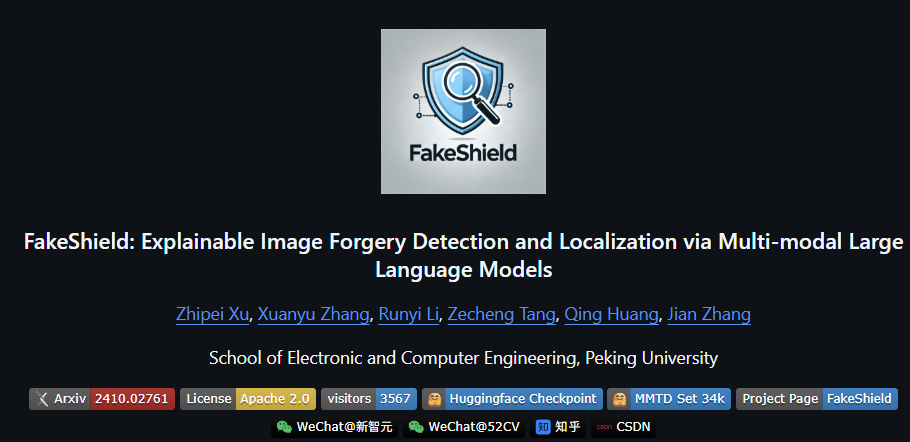 FakeShield
FakeShield: Explainable Image Forgery Detection and Localization via Multi-modal Large
Language Models
Zhipei Xu, Xuanyu Zhang, Runyi Li, Zecheng Tang, Qing Huang, Jian Zhang
School of Electronic and Computer Engineering, Peking University
Arxiv 2410.02761 License Apache 2.0 visitors 3567 Huggingface Checkpoint MMTD Set 34k Project Page FakeShield
WeChat@新智元 WeChat@52CV 知 知乎 CSDN CSDN